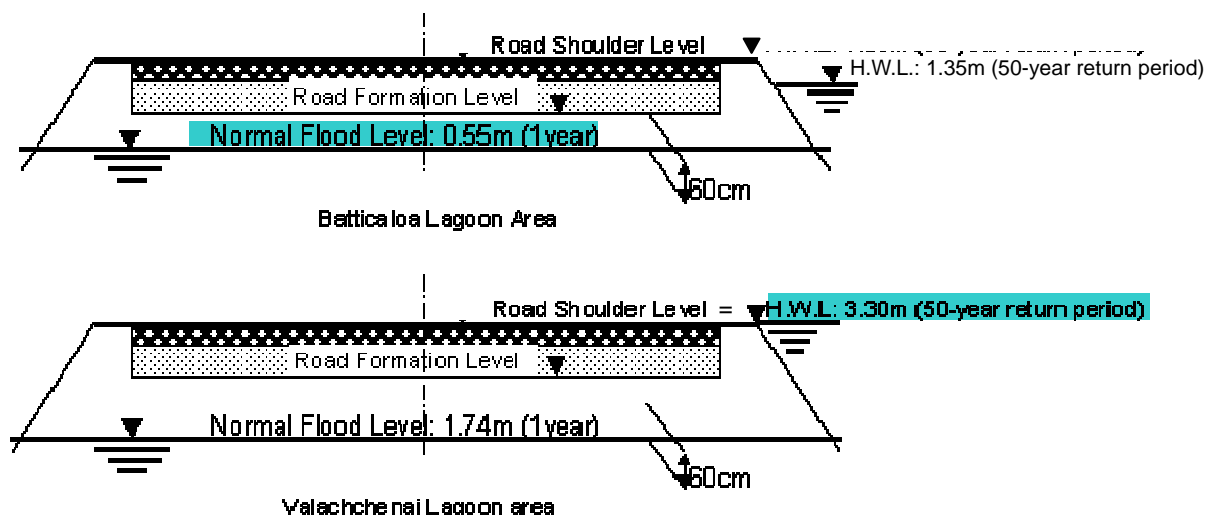 Road Shoulder Level
H.W.L.: 1.35m (50-year return period)
Road Formation Level
Normal Flood Level: 0.55m (1year)
60cm
Batticaloa Lagoon Area
Road Shoulder Level = H.W.L: 3.30m (50-year return period)
Road Formation Level
Normal Flood Level: 1.74m (1year)
60cm
Valachchenai Lagoon area